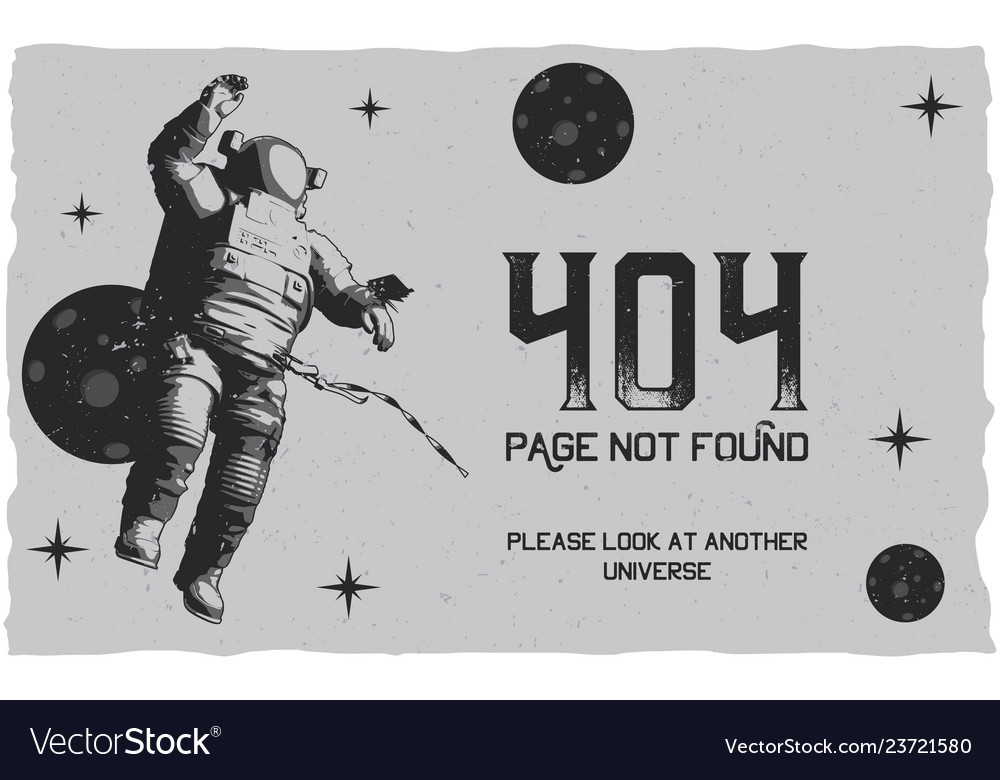 404
PAGE NOT FOUND
PLEASE LOOK AT ANOTHER
UNIVERSE
VectorStock®
VectorStock.com/23721580